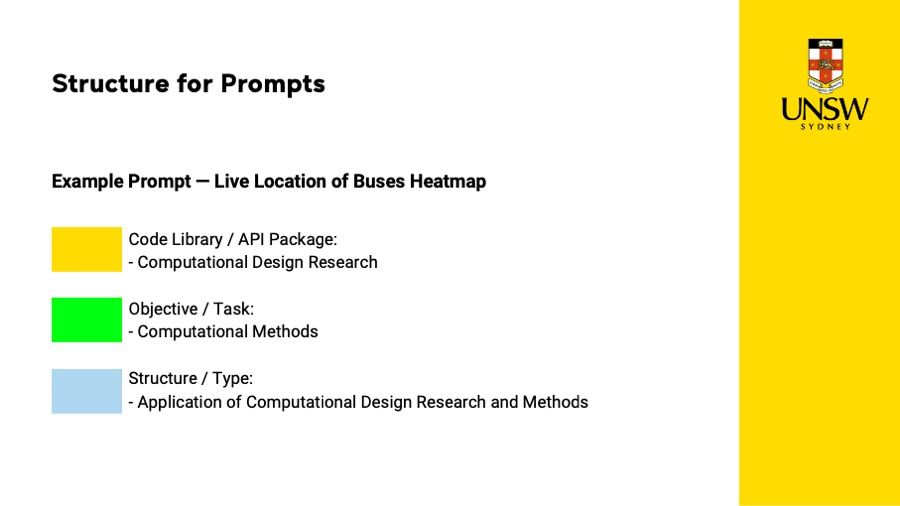 Structure for Prompts
UNSW
SYDNEY
Example Prompt — Live Location of Buses Heatmap
Code Library / API Package:
- Computational Design Research
Objective / Task:
- Computational Methods
Structure / Type:
- Application of Computational Design Research and Methods